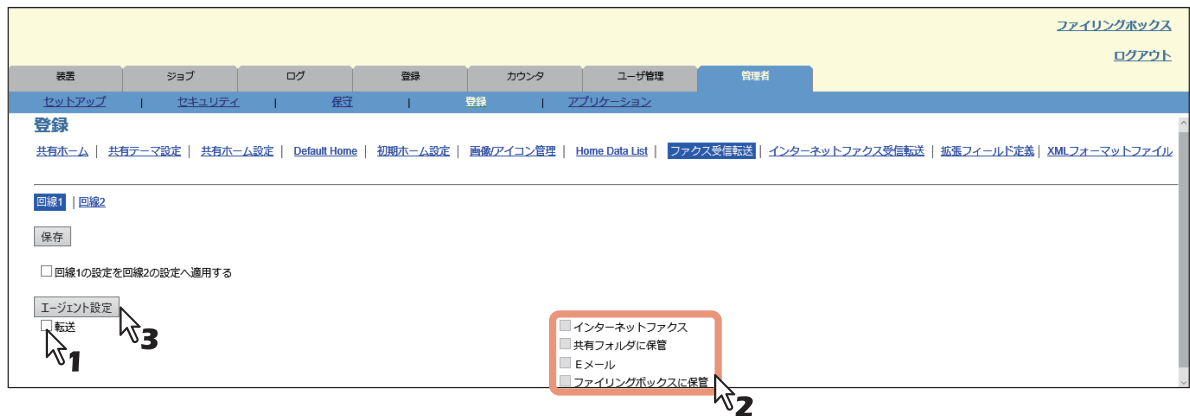 ファイリングボックス
ログアウト
装置 ジョブ ログ 登録 カウンタ ユーザ管理 管理者
セットアップ | セキュリティ | 保守 | 登録 | アプリケーション
登録
共有ホーム | 共有テーマ設定 | 共有ホーム設定 | Default Home | 初期ホーム設定 | 画像/アイコン管理 | Home Data List | ファクス受信転送 | インターネットファクス受信転送 | 拡張フィールド定義 | XMLフォーマットファイル
回線1 | 回線2
保存
回線1の設定を回線2の設定へ適用する
エージェント設定
転送
3
1
インターネットファクス
共有フォルダに保管
Eメール
ファイリングボックスに保管
2